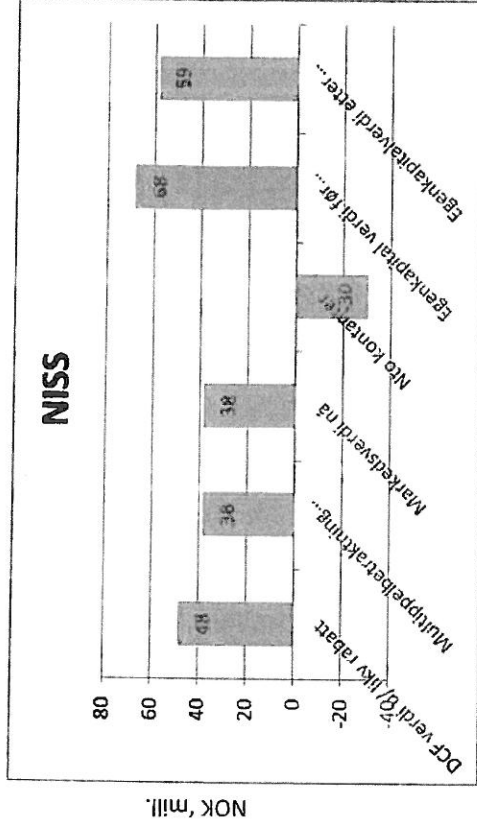 NISS
NOK 'mill.
80
60
40
20
0
-20
-40
48
38
38
-30
68
59
DCF verdi likv rabatt
Multippelbetraktning...
Markedsverdi nå
Nto
Egenkapital verdi før...
Egenkapitalverdi etter...